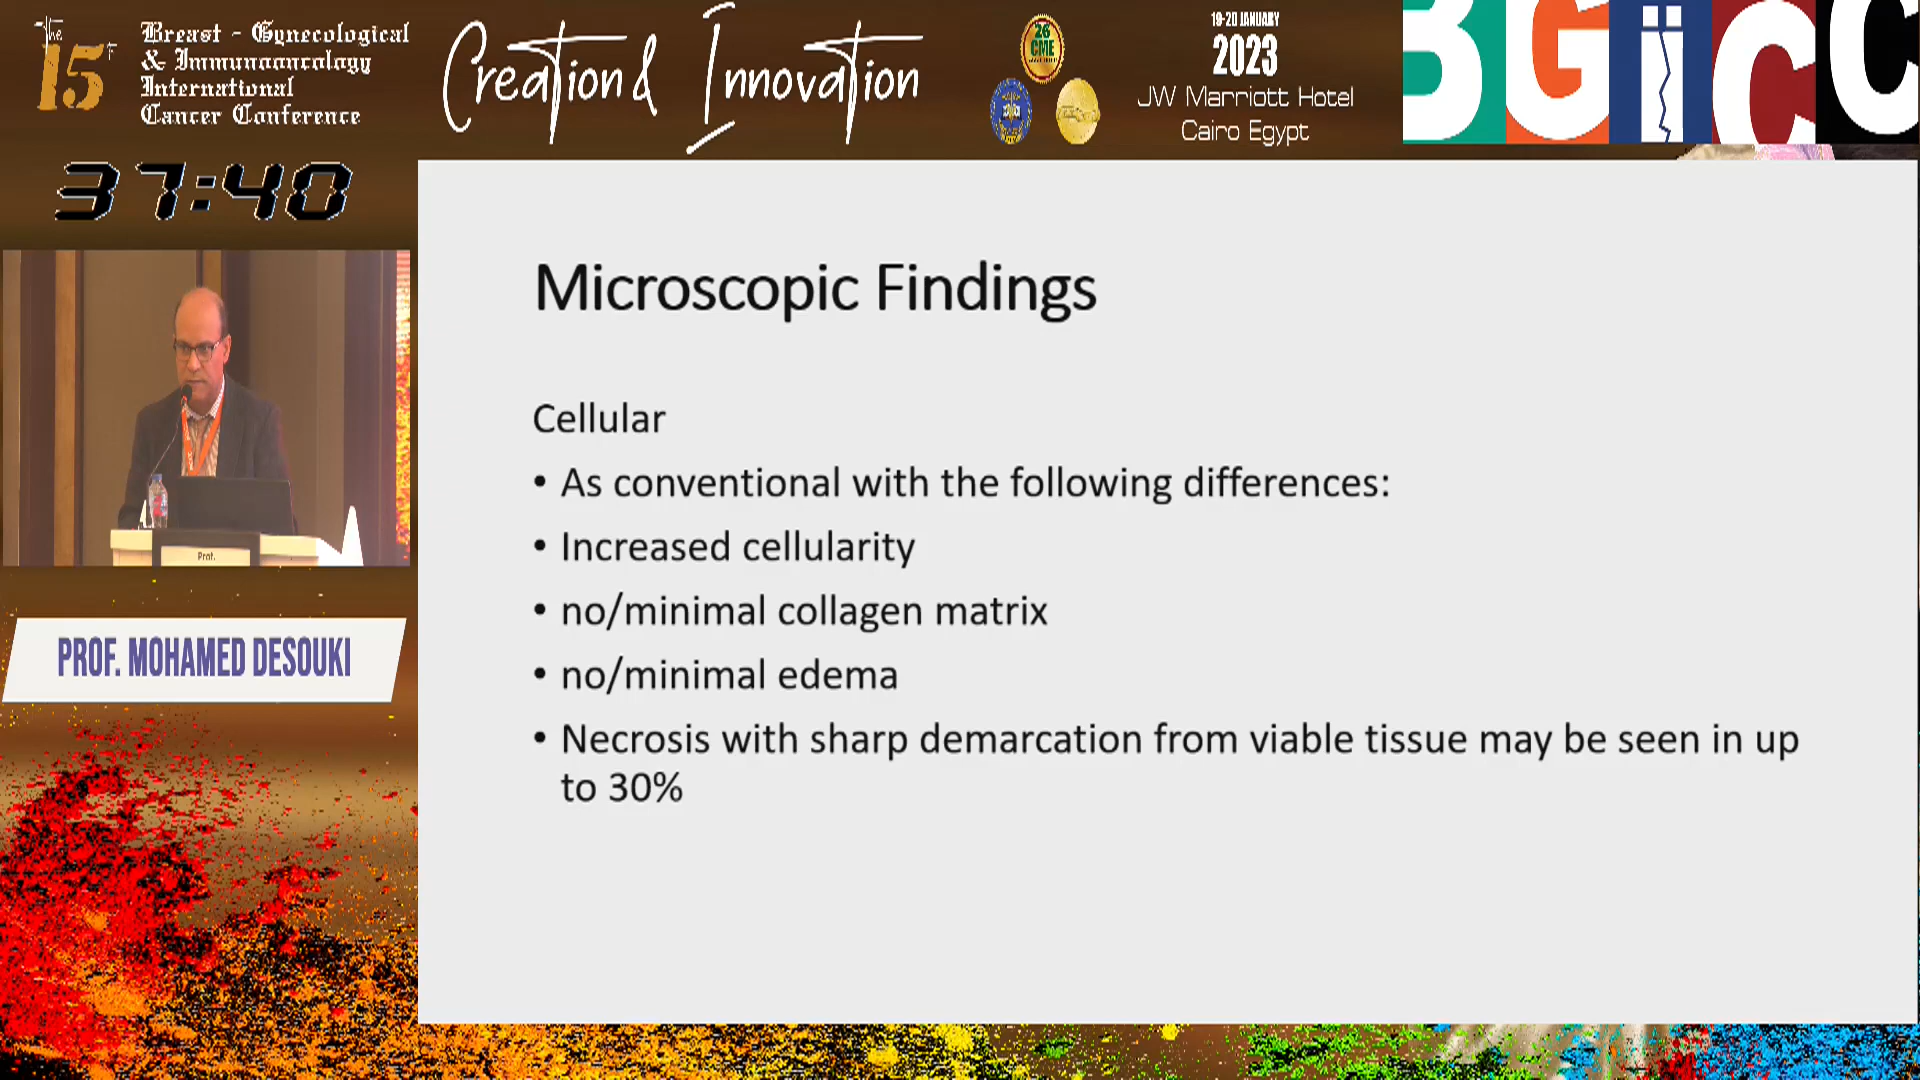 The
15th
Breast - Gynecological
& Immunooncology
International
Cancer Conference
Creation & Innovation
26
CME
19-20 JANUARY
2023
JW Marriott Hotel
Cairo Egypt
BGiCC
37:40
Microscopic Findings
Cellular
• As conventional with the following differences:
• Increased cellularity
• no/minimal collagen matrix
• no/minimal edema
• Necrosis with sharp demarcation from viable tissue may be seen in up
to 30%
Prof.
PROF. MOHAMED DESOUKI